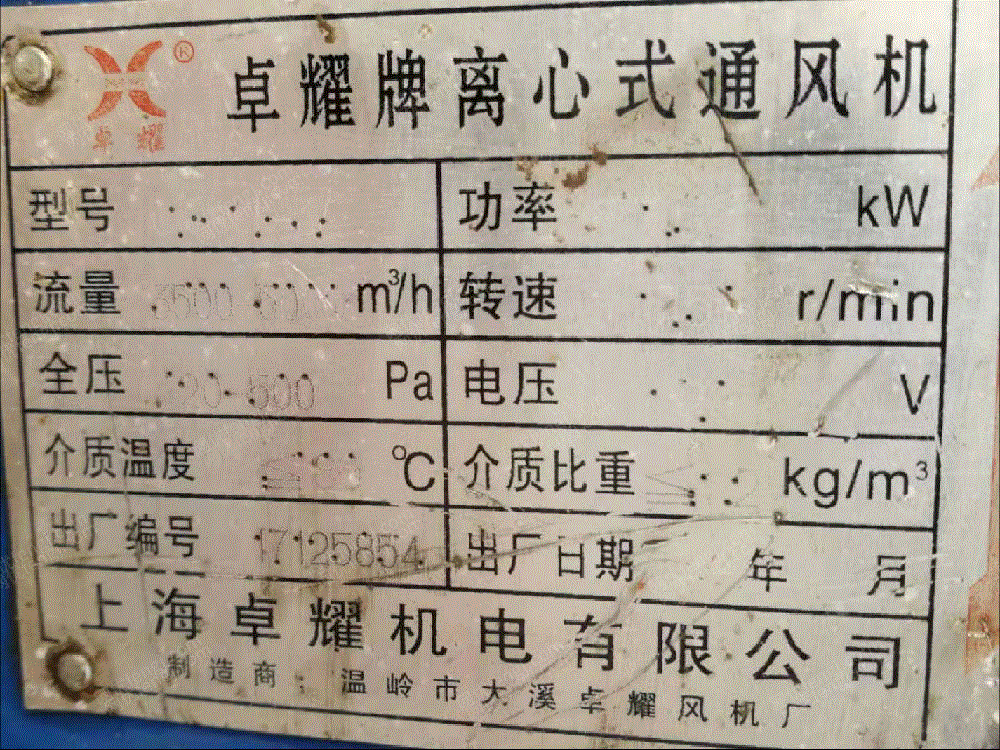 ® 卓耀牌离心式通风机
卓耀
型号 功率 kW
流量 m³/h 转速 r/min
全压 Pa 电压 V
介质温度 °C 介质比重 kg/m³
出厂编号 17125854 出厂日期 年 月
上海卓耀机电有限公司
制造商：温岭市大溪卓耀风机厂